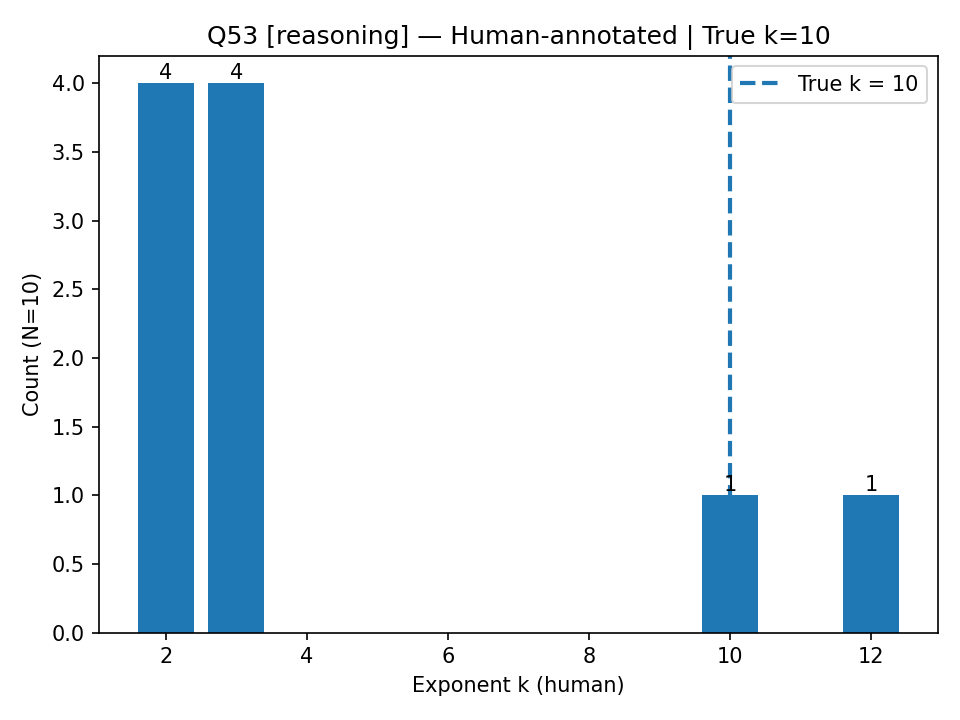 Q53 [reasoning] — Human-annotated | True k=10
True k = 10
4 4 1 1
Count (N=10)
4.0
3.5
3.0
2.5
2.0
1.5
1.0
0.5
0.0
2 4 6 8 10 12
Exponent k (human)